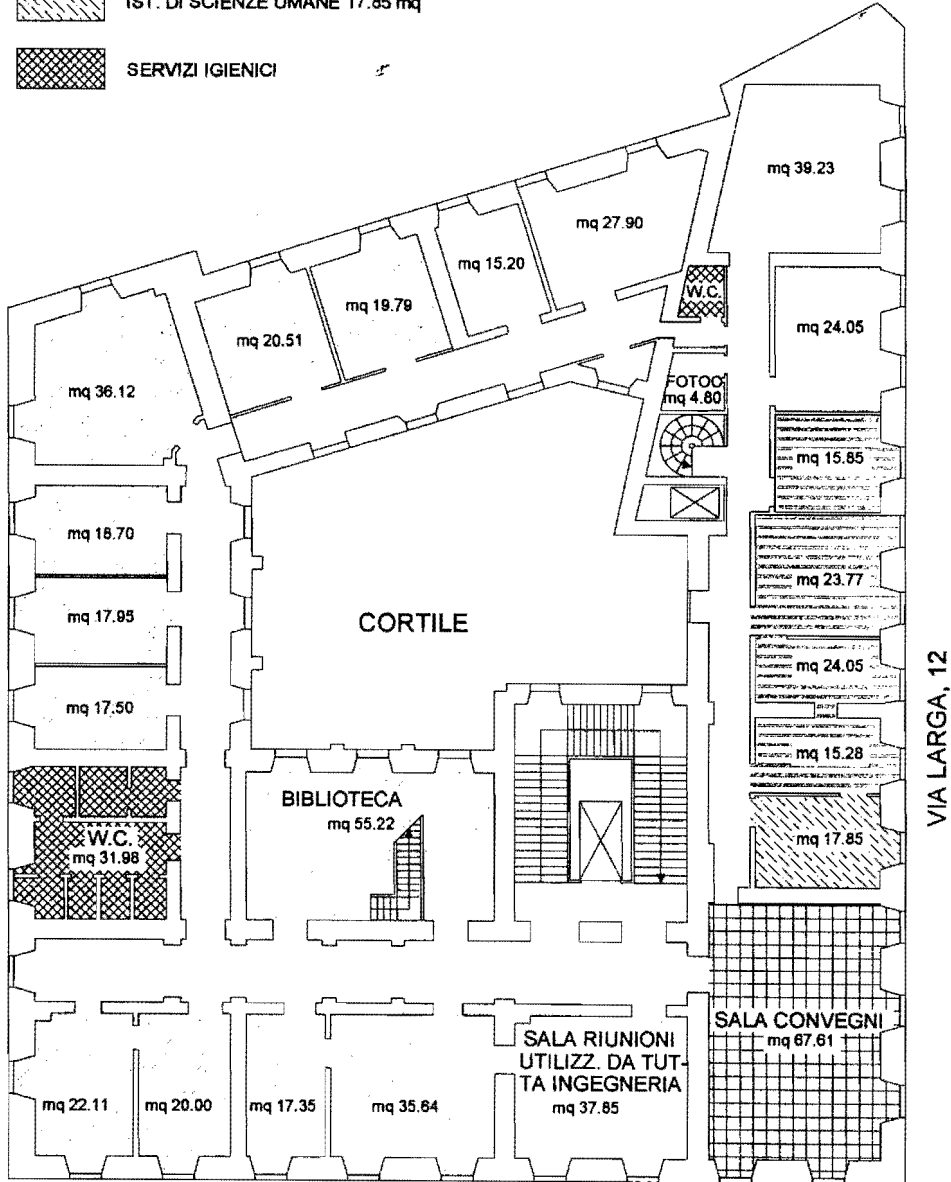 IST. DI SCIENZE UMANE 17.85 mq
SERVIZI IGIENICI
mq 39.23
mq 27.90
mq 15.20
mq 19.79
mq 20.51
W.C.
mq 24.05
mq 36.12
FOTOO
mq 4.80
mq 15.85
mq 18.70
mq 23.77
mq 17.95
CORTILE
mq 24.05
mq 17.50
mq 15.28
BIBLIOTECA
mq 55.22
W.C.
mq 31.98
mq 17.85
VIA LARGA, 12
SALA CONVEGNI
mq 67.61
SALA RIUNIONI
UTILIZZ. DA TUT-
TA INGEGNERIA
mq 37.85
mq 22.11
mq 20.00
mq 17.35
mq 35.64